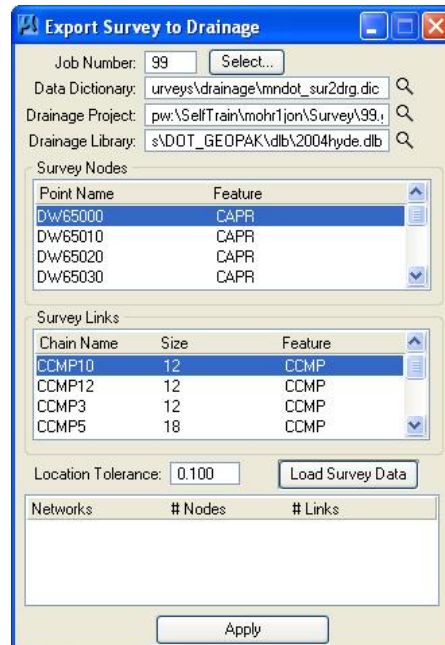 Export Survey to Drainage
Job Number: 99 Select...
Data Dictionary: urveys\drainage\mndot_sur2drg.dic
Drainage Project: pw:\SelfTrain\mohr1jon\Survey\99.
Drainage Library: s\DOT_GEOPAK\dlb\2004hyde.dlb
Survey Nodes
Point Name Feature
DW65000 CAPR
DW65010 CAPR
DW65020 CAPR
DW65030 CAPR
Survey Links
Chain Name Size Feature
CCMP10 12 CCMP
CCMP12 12 CCMP
CCMP3 12 CCMP
CCMP5 18 CCMP
Location Tolerance: 0.100 Load Survey Data
Networks # Nodes # Links
Apply